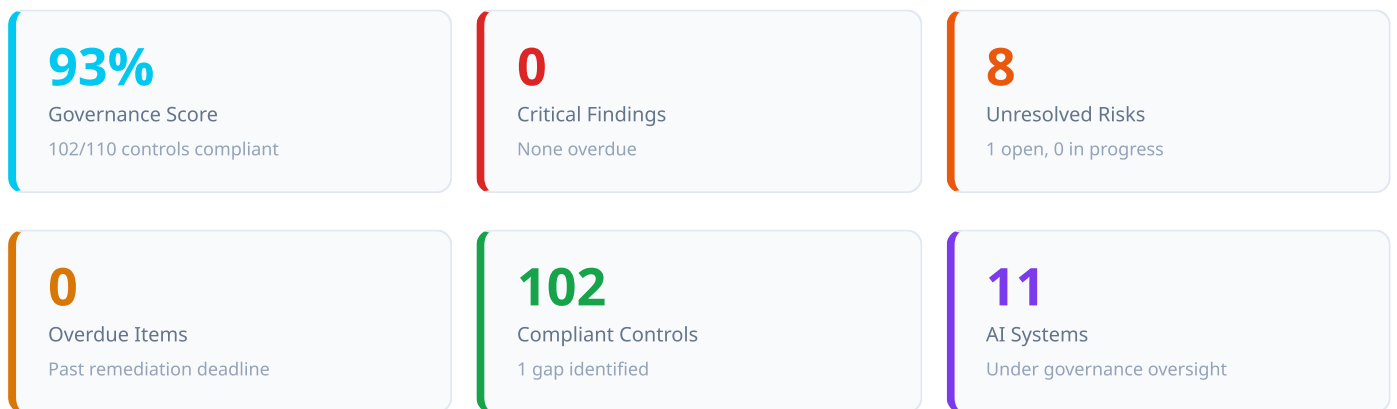 93%
Governance Score
102/110 controls compliant
0
Critical Findings
None overdue
8
Unresolved Risks
1 open, 0 in progress
0
Overdue Items
Past remediation deadline
102
Compliant Controls
1 gap identified
11
AI Systems
Under governance oversight